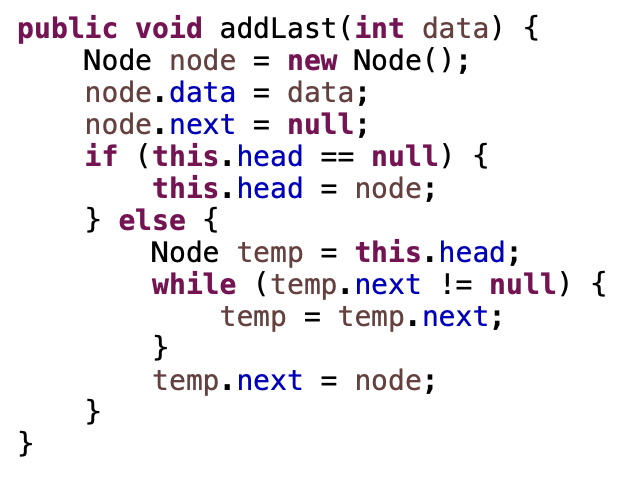 public void addLast(int data) {
    Node node = new Node();
    node.data = data;
    node.next = null;
    if (this.head == null) {
        this.head = node;
    } else {
        Node temp = this.head;
        while (temp.next != null) {
            temp = temp.next;
        }
        temp.next = node;
    }
}